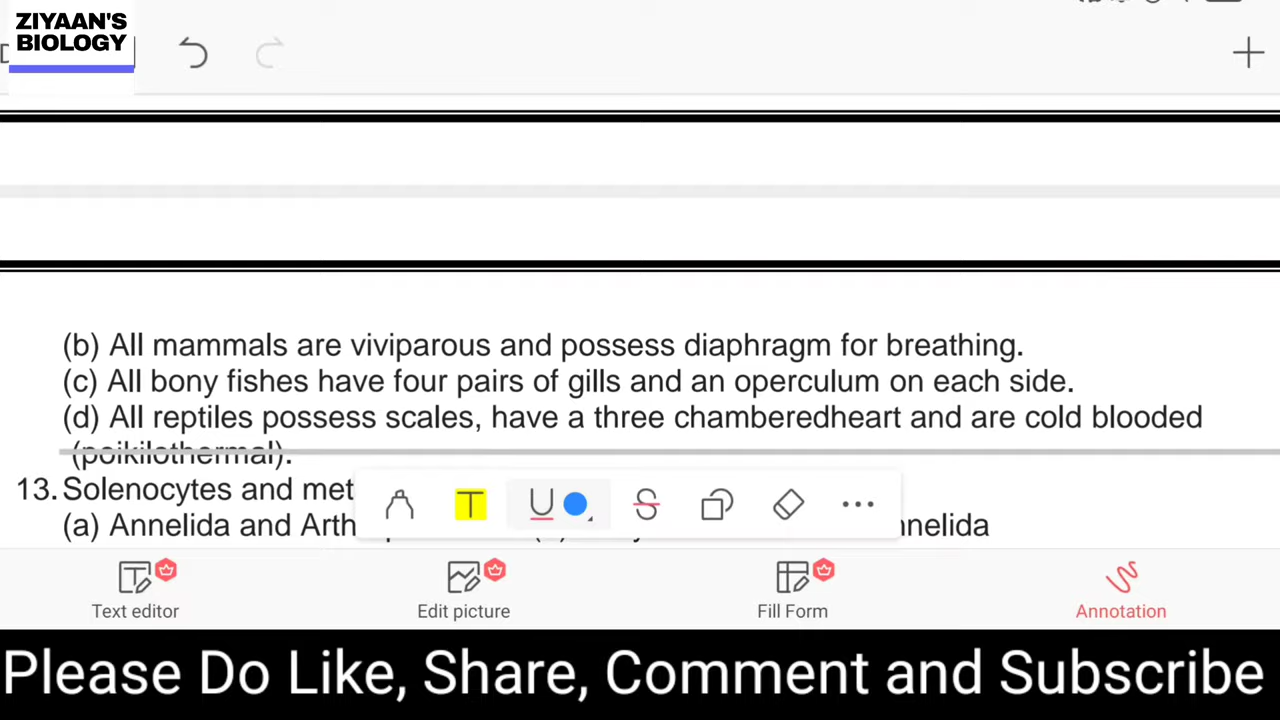 ZIYAAN'S
BIOLOGY
(b) All mammals are viviparous and possess diaphragm for breathing.
(c) All bony fishes have four pairs of gills and an operculum on each side.
(d) All reptiles possess scales, have a three chamberedheart and are cold blooded
(poikilothermal).
13. Solenocytes and met
(a) Annelida and Arth nnelida
Text editor Edit picture Fill Form Annotation
Please Do Like, Share, Comment and Subscribe